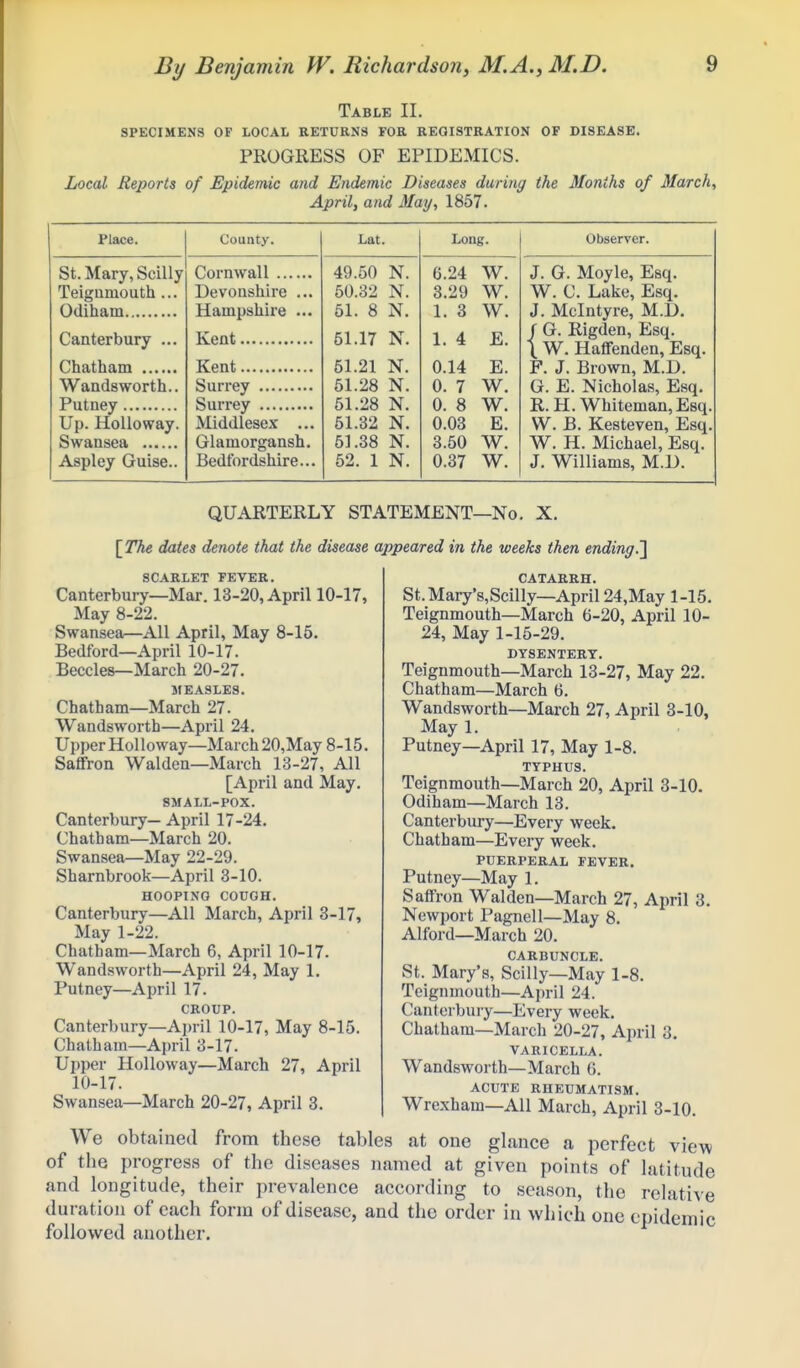 By Benjamin W. Richardson, M.A., M.D. 9
Table II.
SPECIMENS OF LOCAL RETURNS FOR REGISTRATION OF DISEASE.
PROGRESS OF EPIDEMICS.
Local Reports of Epidemic and Endemic Diseases during the Months of March,
April, and May, 1857.
Place. County. Lat. Long. Observer.
St. Mary, Scilly Cornwall ...... 49.50 N. 6.24 W. J. G. Moyle, Esq.
Teignmouth ... Devonshire ... 50.32 N. 3.29 W. W. C. Lake, Esq.
Odiham......... Hampshire ... 51. 8 N. 1. 3 W. J. McIntyre, M.D.
Canterbury ... Kent............ 51.17 N. 1. 4 E. { G. Rigden, Esq.
{ W. Haffenden, Esq.
Chatham ...... Kent............ 51.21 N. 0.14 E. F. J. Brown, M.D.
Wandsworth.. Surrey ......... 51.28 N. 0. 7 W. G. E. Nicholas, Esq.
Putney ......... Surrey ......... 51.28 N. 0. 8 W. R. H. Whiteman, Esq.
Up. Holloway. Middlesex ... 51.32 N. 0.03 E. W. B. Kesteven, Esq.
Swansea ...... Glamorgansh. 51.38 N. 3.50 W. W. H. Michael, Esq.
Aspley Guise.. Bedfordshire... 52. 1 N. 0.37 W. J. Williams, M.D.
QUARTERLY STATEMENT—No. X.
[The dates denote that the disease appeared in the weeks then ending.]
SCARLET FEVER.
Canterbury—Mar. 13-20, April 10-17,
May 8-22.
Swansea—All April, May 8-15.
Bedford—April 10-17.
Beccles—March 20-27.
MEASLES.
Chatham—March 27.
Wandsworth—April 24.
Upper Holloway—March 20, May 8-15.
Saffron Walden—March 13-27, All
[April and May.
SMALL-POX.
Canterbury—April 17-24.
Chatham—March 20.
Swansea—May 22-29.
Sharnbrook—April 3-10.
HOOPING COUGH.
Canterbury—All March, April 3-17,
May 1-22.
Chatham—March 6, April 10-17.
Wandsworth—April 24, May 1.
Putney—April 17.
CROUP.
Canterbury—April 10-17, May 8-15.
Chatham—April 3-17.
Upper Holloway—March 27, April
10-17.
Swansea—March 20-27, April 3.
CATARRH.
St. Mary's, Scilly—April 24, May 1-15.
Teignmouth—March 6-20, April 10-
24, May 1-15-29.
DYSENTERY.
Teignmouth—March 13-27, May 22.
Chatham—March 6.
Wandsworth—March 27, April 3-10,
May 1.
Putney—April 17, May 1-8.
TYPHUS.
Teignmouth—March 20, April 3-10.
Odiham—March 13.
Canterbury—Every week.
Chatham—Every week.
PUERPERAL FEVER.
Putney—May 1.
Saffron Walden—March 27, April 3.
Newport Pagnell—May 8.
Alford—March 20.
CARBUNCLE.
St. Mary's, Scilly—May 1-8.
Teignmouth—April 24.
Canterbury—Every week.
Chatham—March 20-27, April 3.
VARICELLA.
Wandsworth—March 6.
ACUTE RHEUMATISM.
Wrexham—All March, April 3-10.
We obtained from these tables at one glance a perfect view
of the progress of the diseases named at given points of latitude
and longitude, their prevalence according to season, the relative
duration of each form of disease, and the order in which one epidemic
followed another.